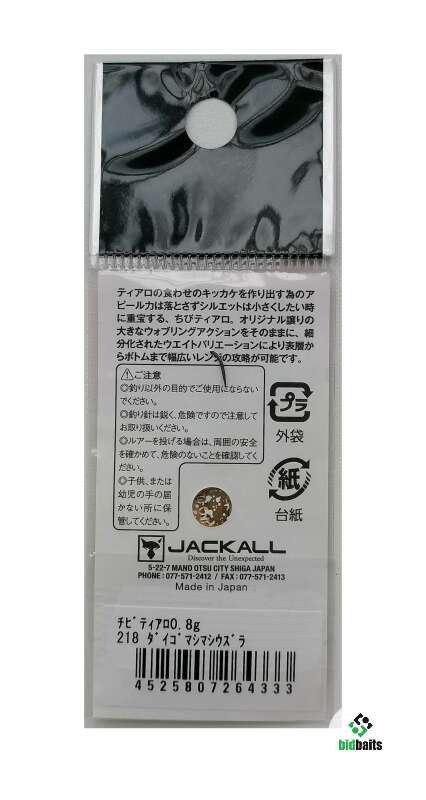 ティアロの食わせのキッカケを作り出す為のア
ピール力は落とさずシルエットは小さくしたい時
に重宝する、ちびティアロ。オリジナル譲りの
大きなウォブリングアクションをそのままに、細
分化されたウエイトバリエーションにより表層か
らボトムまで幅広いレンジの攻略が可能です。
ご注意
◎釣り以外の目的でご使用にならない
でください。
◎釣り針は鋭く、危険ですので注意して
お取り扱いください。
◎ルアーを投げる場合は、周囲の安全
を確かめて、危険のないことを確認してく
ださい。
◎子供、または
幼児の手の届
かない所に保
管してください。
プラ
外袋
紙
台紙
JACKALL
Discover the Unexpected
5-22-7 MANO OTSU CITY SHIGA JAPAN
PHONE : 077-571-2412 / FAX : 077-571-2413
Made in Japan
ﾁﾋﾞﾃｨｱﾛ0.8g
218 ﾀﾞｲｺﾞﾏｼﾏｼｳｽﾞﾗ
4525807264333
bidbaits